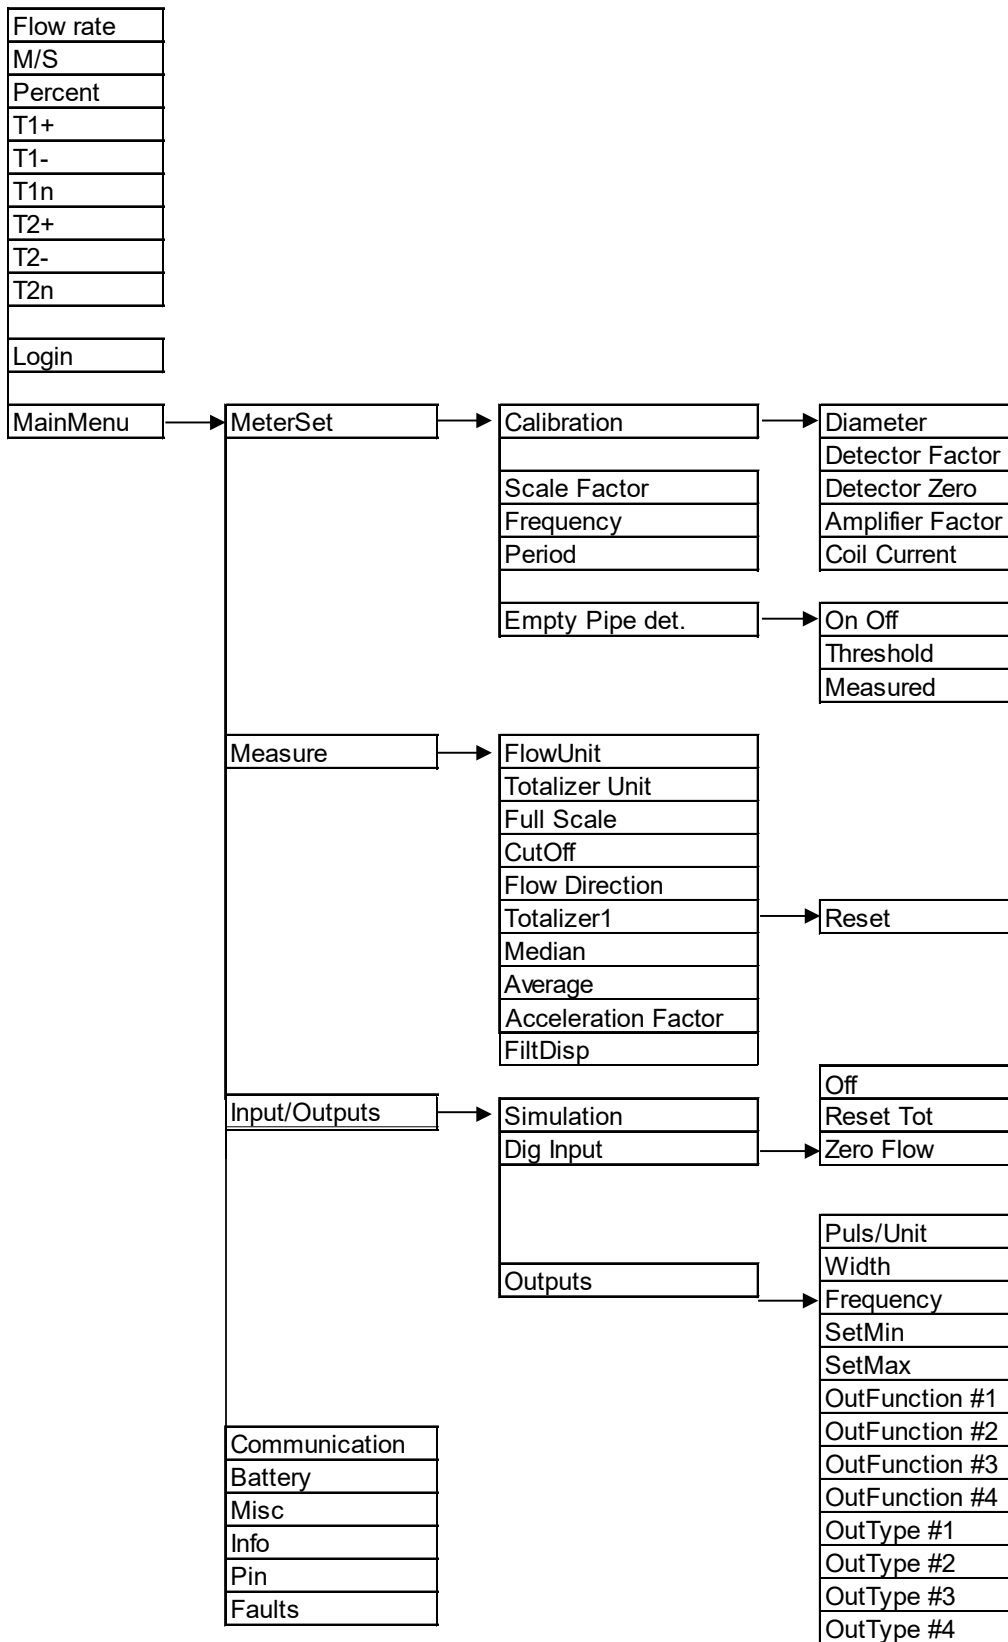 Flow rate
M/S
Percent
T1+
T1-
T1n
T2+
T2-
T2n
Login
MainMenu
MeterSet
Calibration
Diameter
Detector Factor
Scale Factor
Detector Zero
Frequency
Amplifier Factor
Period
Coil Current
Empty Pipe det.
On Off
Threshold
Measured
Measure
FlowUnit
Totalizer Unit
Full Scale
CutOff
Flow Direction
Totalizer1
Reset
Median
Average
Acceleration Factor
FiltDisp
Off
Input/Outputs
Simulation
Reset Tot
Dig Input
Zero Flow
Puls/Unit
Width
Outputs
Frequency
SetMin
SetMax
OutFunction #1
OutFunction #2
Communication
OutFunction #3
Battery
OutFunction #4
Misc
OutType #1
Info
OutType #2
Pin
OutType #3
Faults
OutType #4